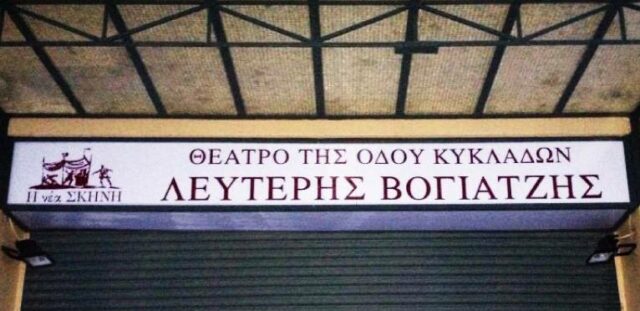 ΘΕΑΤΡΟ ΤΗΣ ΟΔΟΥ ΚΥΚΛΑΔΩΝ
ΛΕΥΤΕΡΗΣ ΒΟΓΙΑΤΖΗΣ
Η νέα ΣΚΗΝΗ